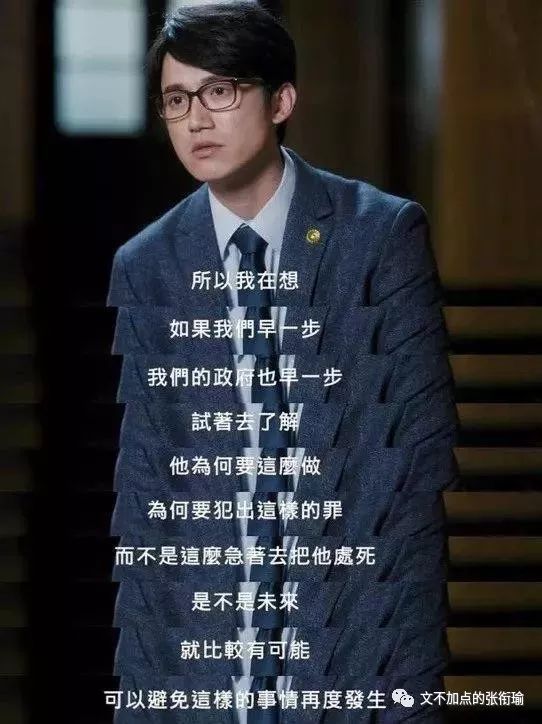 所以我在想
如果我們早一步
我們的政府也早一步
試著去了解
他為何要這麼做
為何要犯出這樣的罪
而不是這麼急著去把他處死
是不是未來
就比較有可能
可以避免這樣的事情再度發生
文不加点的张衔瑜